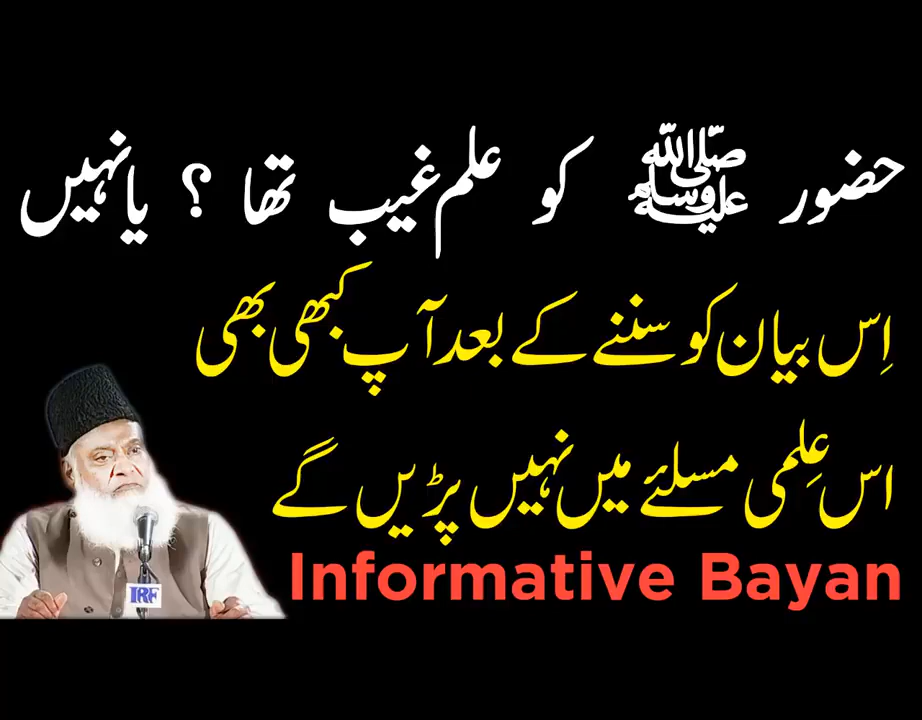 حضور ﷺ کو علم غیب تھا ؟ یا نہیں
اِس بیان کو سننے کے بعد آپ کبھی بھی
اس عِلمی مسلئے میں نہیں پڑیں گے
Informative Bayan
IRF